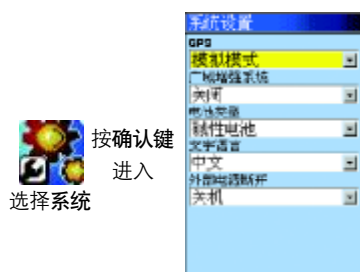 按确认键
进入
选择系统
系统设置
GPS
模拟模式
广域增强系统
关闭
电池类型
碱性电池
文字语言
中文
外部电源断开
关机